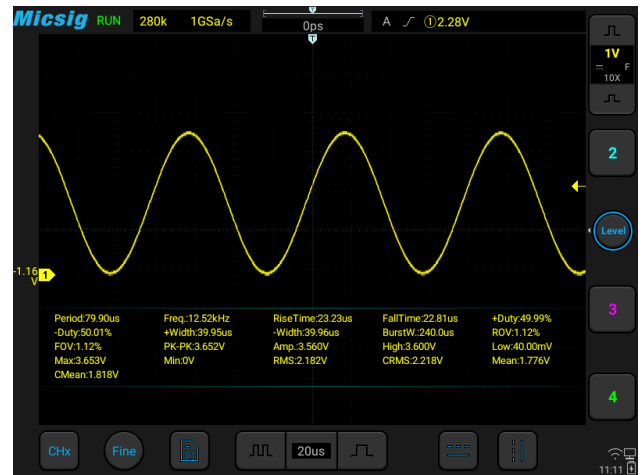 Micsig RUN 280k 1GSa/s 0ps A ①2.28V
T
T
1V
F
10X
2
Level
-1.16
V
1
3
Period:79.90us Freq.:12.52kHz RiseTime:23.23us FallTime:22.81us +Duty:49.99%
-Duty:50.01% +Width:39.95us -Width:39.96us BurstW.:240.0us ROV:1.12%
FOV:1.12% PK-PK:3.652V Amp.:3.560V High:3.600V Low:40.00mV
Max:3.653V Min:0V RMS:2.182V CRMS:2.218V Mean:1.776V
CMean:1.818V
4
CHx Fine 20us
11:11